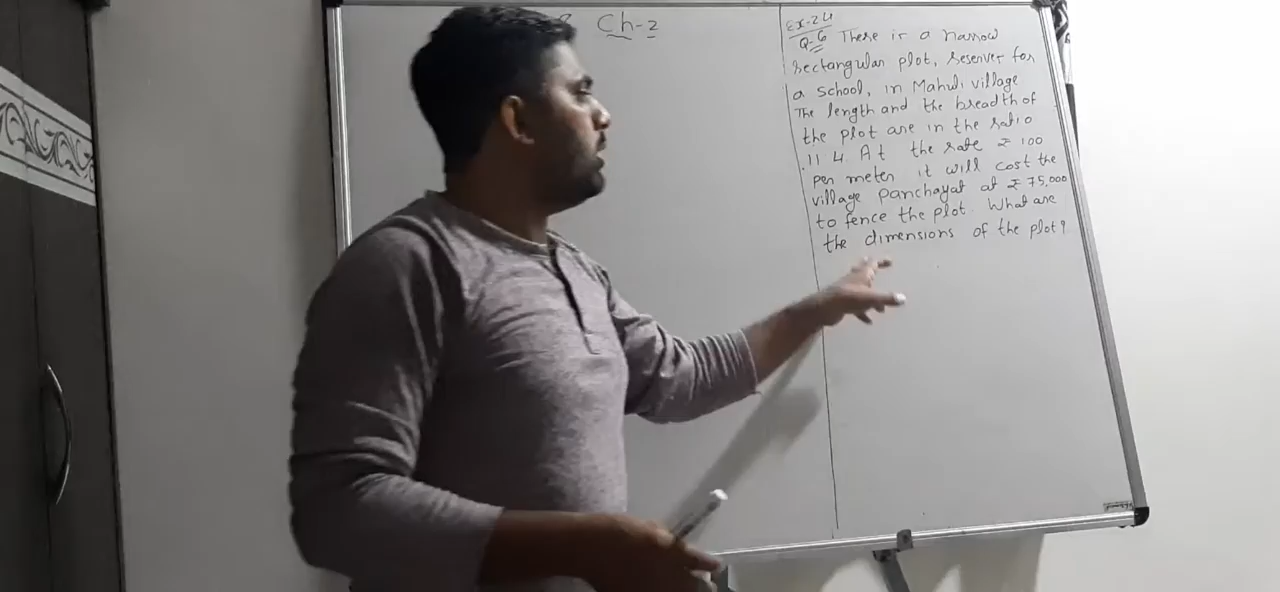 Ch-2
Ex-2.4
Q-6 There is a narrow
rectangular plot, reserver for
a school, in Mahuli village
The length and the breadth of
the plot are in the ratio
11 4. At the rate ₹ 100
per meter it will cost the
village panchayat at ₹ 75,000
to fence the plot. What are
the dimensions of the plot?